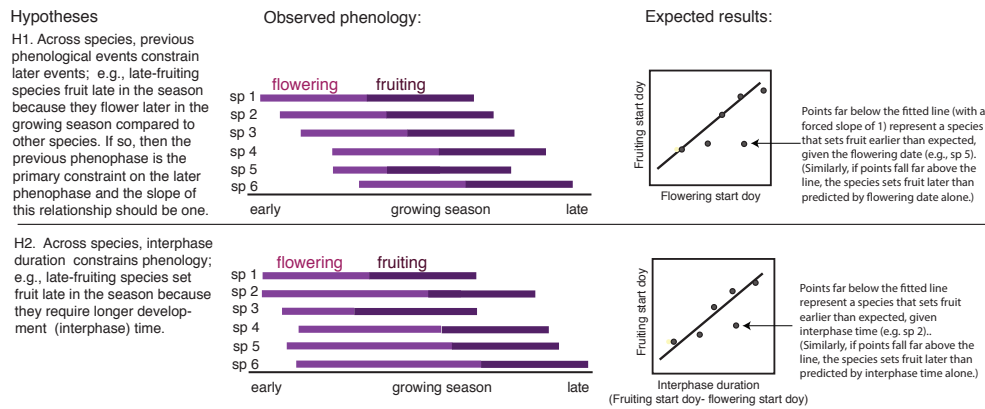 Hypotheses
Observed phenology:
Expected results:
H1. Across species, previous
phenological events constrain
later events; e.g., late-fruiting
species fruit late in the season
because they flower later in the
growing season compared to
other species. If so, then the
previous phenophase is the
primary constraint on the later
phenophase and the slope of
this relationship should be one.
flowering fruiting
sp 1
sp 2
sp 3
sp 4
sp 5
sp 6
early growing season late
Fruiting start doy
Flowering start doy
Points far below the fitted line (with a
forced slope of 1) represent a species
that sets fruit earlier than expected,
given the flowering date (e.g., sp 5).
(Similarly, if points fall far above the
line, the species sets fruit later than
predicted by flowering date alone.)
H2. Across species, interphase
duration constrains phenology;
e.g., late-fruiting species set
fruit late in the season because
they require longer develop-
ment (interphase) time.
flowering fruiting
sp 1
sp 2
sp 3
sp 4
sp 5
sp 6
early growing season late
Fruiting start doy
Interphase duration
(Fruiting start doy- flowering start doy)
Points far below the fitted line
represent a species that sets fruit
earlier than expected, given
interphase time (e.g. sp 2)..
(Similarly, if points fall far above the
line, the species sets fruit later than
predicted by interphase time alone.)